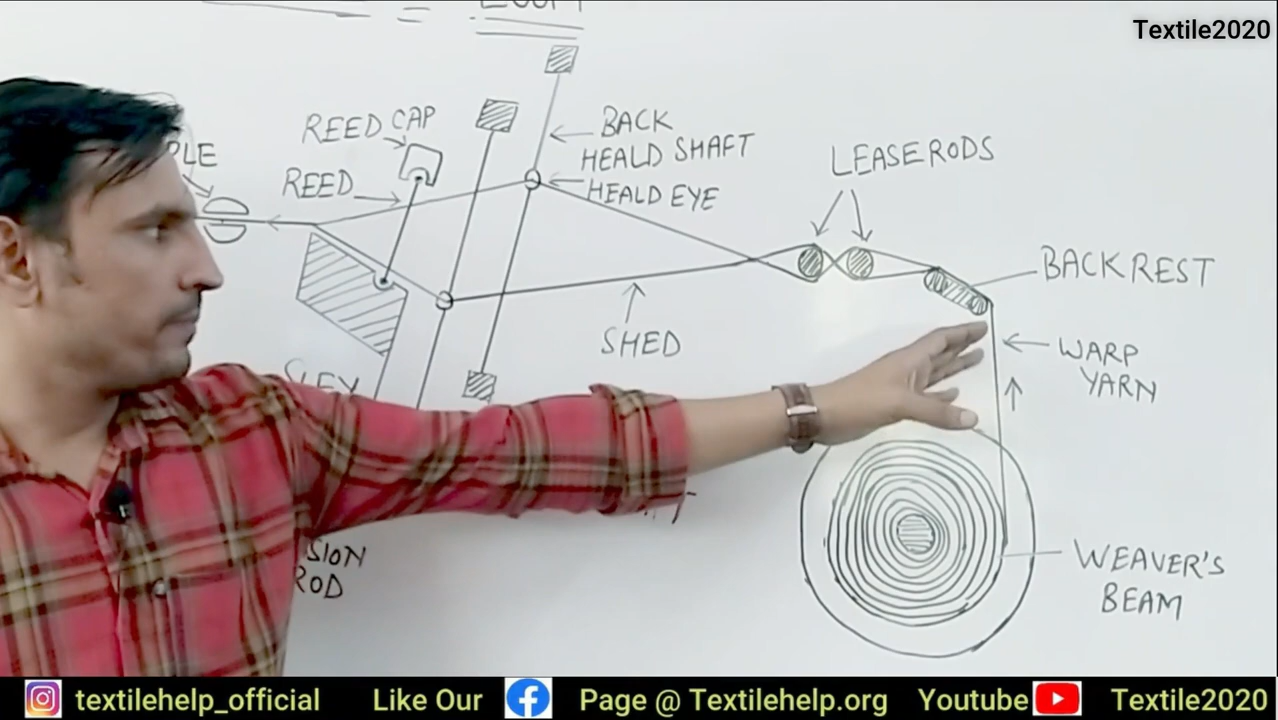 Textile2020
=
REED CAP
REED
BACK
HEALD SHAFT
HEALD EYE
LEASE RODS
BACK REST
SHED
WARP
YARN
WEAVER'S
BEAM
textilehelp_official Like Our Page @ Textilehelp.org Youtube Textile2020